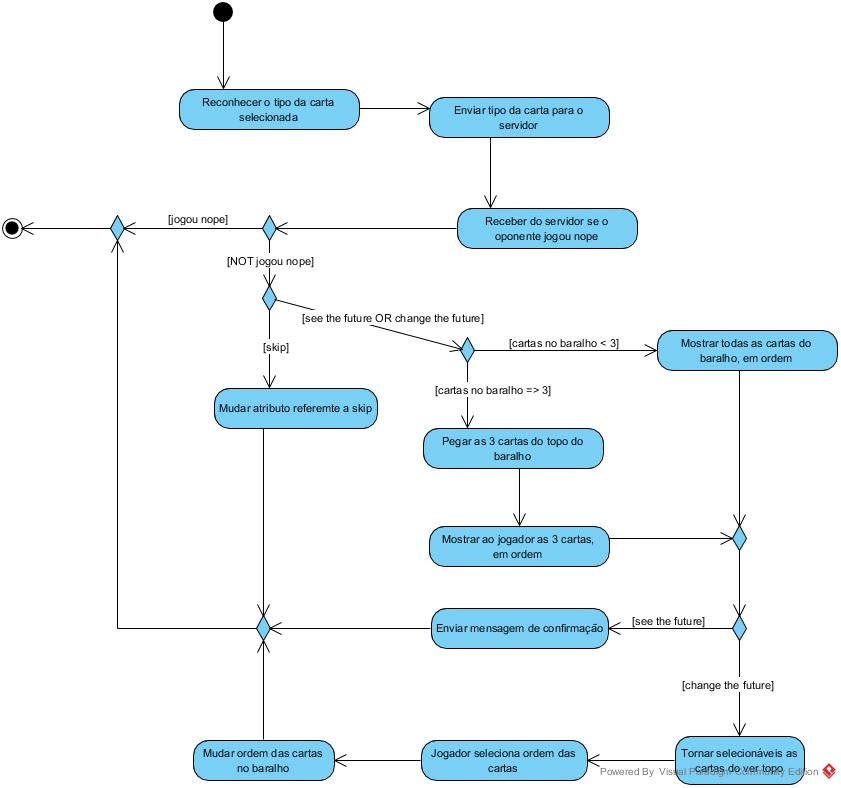 Reconhecer o tipo da carta
selecionada
Enviar tipo da carta para o
servidor
Receber do servidor se o
oponente jogou nope
[jogou nope]
[NOT jogou nope]
[see the future OR change the future]
[skip]
[cartas no baralho < 3]
Mostrar todas as cartas do
baralho, em ordem
[cartas no baralho => 3]
Mudar atributo referemte a skip
Pegar as 3 cartas do topo do
baralho
Mostrar ao jogador as 3 cartas,
em ordem
[see the future]
Enviar mensagem de confirmação
[change the future]
Mudar ordem das cartas
no baralho
Jogador seleciona ordem das
cartas
Tornar selecionáveis as
cartas do ver topo
Powered By Visual Paradigm Community Edition